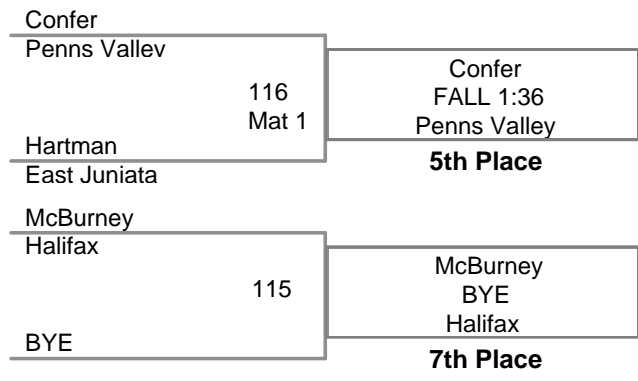 Confer
Penns Vallev
116
Mat 1
Hartman
East Juniata
Confer
FALL 1:36
Penns Valley
5th Place
McBurney
Halifax
115
BYE
McBurney
BYE
Halifax
7th Place